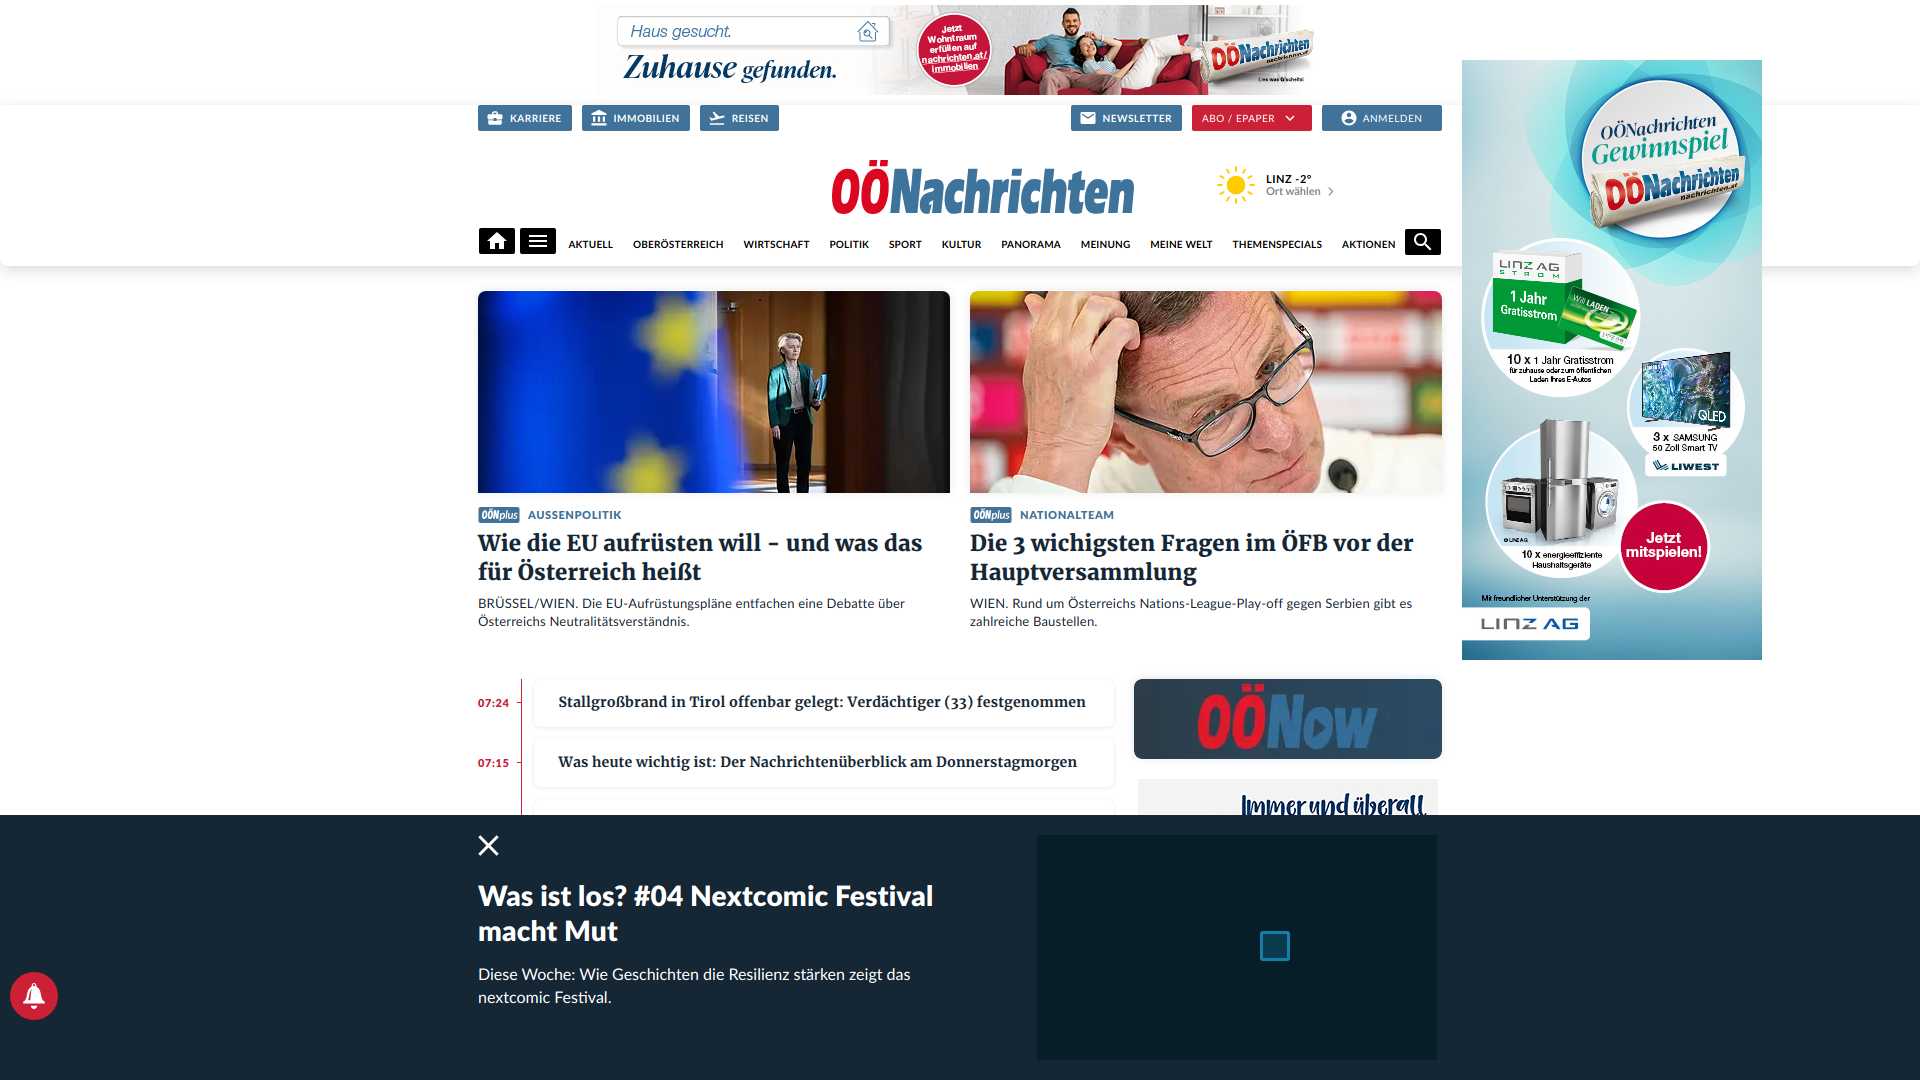 Haus gesucht.
Zuhause gefunden.
Jetzt
Wohntraum
erfüllen auf
nachrichten.at/
immobilien
OÖNachrichten
KARRIERE
IMMOBILIEN
REISEN
NEWSLETTER
ABO / EPAPER
ANMELDEN
OÖNachrichten
LINZ -2°
Ort wählen
AKTUELL
OBERÖSTERREICH
WIRTSCHAFT
POLITIK
SPORT
KULTUR
PANORAMA
MEINUNG
MEINE WELT
THEMENSPECIALS
AKTIONEN
OÖNplus AUSSENPOLITIK
Wie die EU aufrüsten will - und was das
für Österreich heißt
BRÜSSEL/WIEN. Die EU-Aufrüstungspläne entfachen eine Debatte über
Österreichs Neutralitätsverständnis.
OÖNplus NATIONALTEAM
Die 3 wichigsten Fragen im ÖFB vor der
Hauptversammlung
WIEN. Rund um Österreichs Nations-League-Play-off gegen Serbien gibt es
zahlreiche Baustellen.
OÖNachrichten
Gewinnspiel
OÖNachrichten
nachrichten.at
LINZ AG
STROM
1 Jahr
Gratisstrom
Will LADEN
10 x 1 Jahr Gratisstrom
für zuhause oder zum öffentlichen
Laden Ihres E-Autos
QLED
3 x SAMSUNG
50 Zoll Smart TV
LIWEST
© LINZ AG
10 x energieeffiziente
Haushaltsgeräte
Jetzt
mitspielen!
Mit freundlicher Unterstützung der
LINZ AG
07:24
Stallgroßbrand in Tirol offenbar gelegt: Verdächtiger (33) festgenommen
07:15
Was heute wichtig ist: Der Nachrichtenüberblick am Donnerstagmorgen
OÖNow
Immer und überall
Was ist los? #04 Nextcomic Festival
macht Mut
Diese Woche: Wie Geschichten die Resilienz stärken zeigt das
nextcomic Festival.